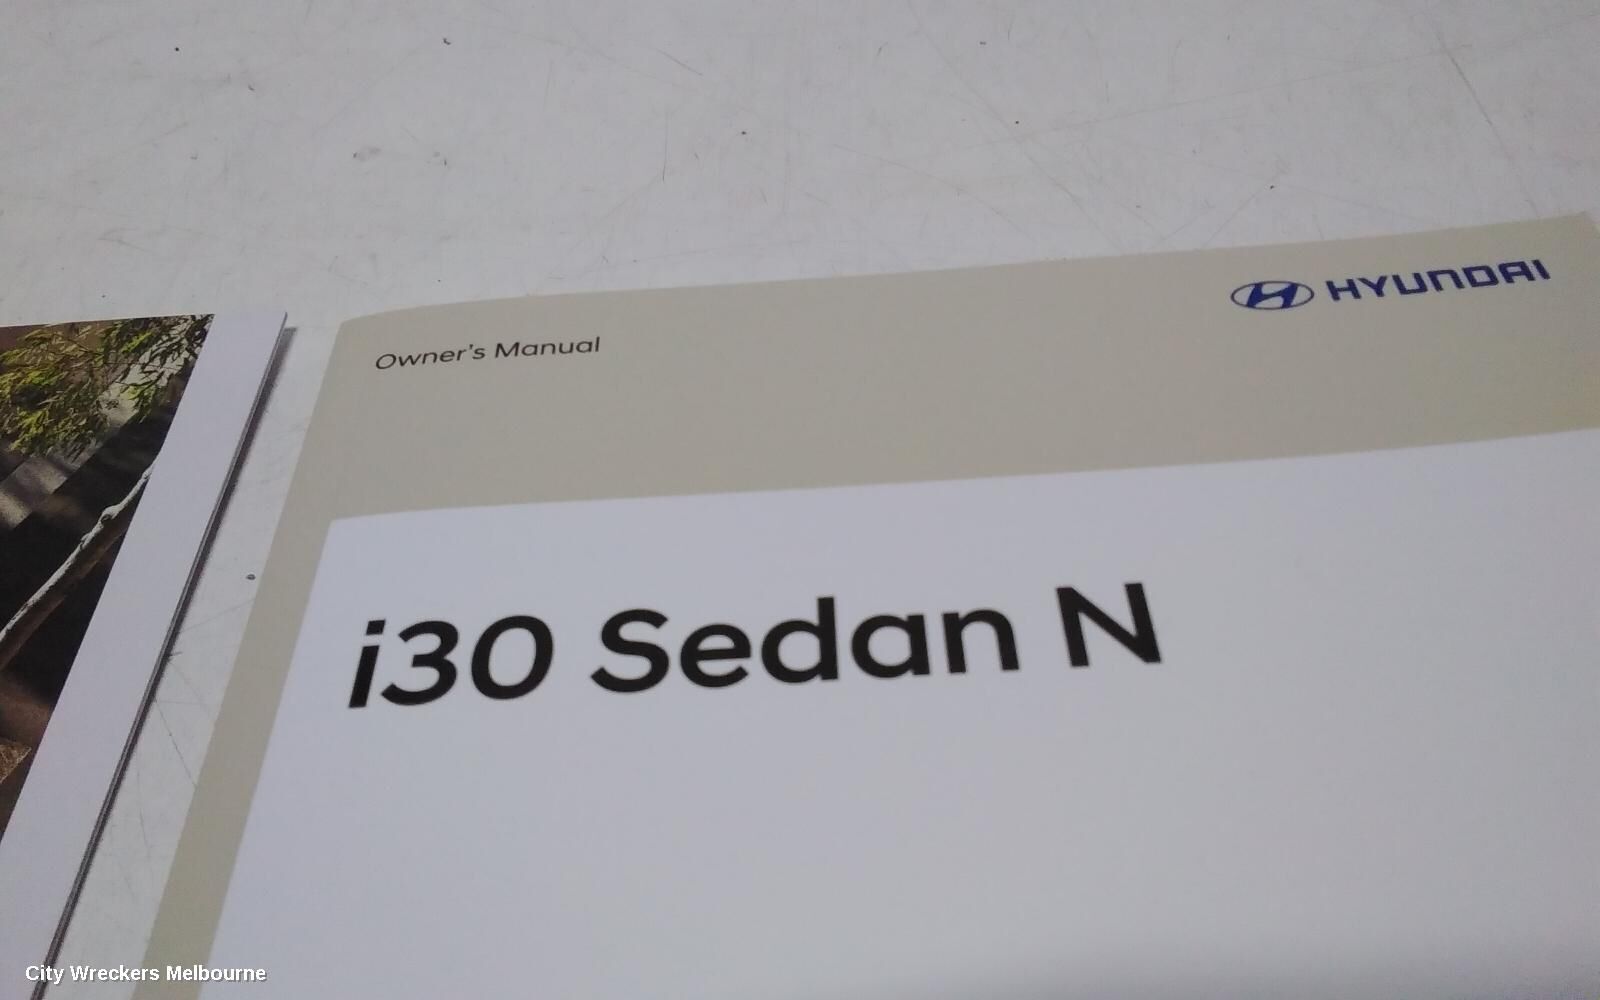 HYUNDAI
Owner's Manual
i30 Sedan N
City Wreckers Melbourne